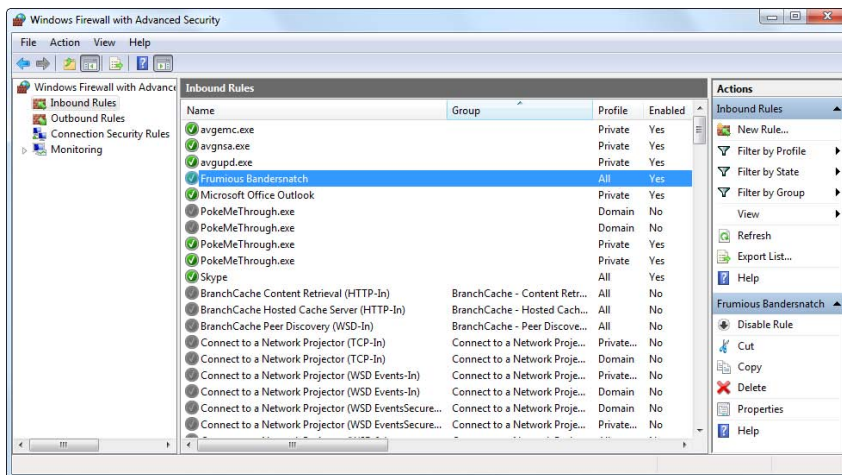 Windows Firewall with Advanced Security
File Action View Help
Windows Firewall with Advance
Inbound Rules
Outbound Rules
Connection Security Rules
Monitoring
Inbound Rules
Name Group Profile Enabled
avgemc.exe Private Yes
avgnsa.exe Private Yes
avgupd.exe Private Yes
Frumious Bandersnatch All Yes
Microsoft Office Outlook Private Yes
PokeMeThrough.exe Domain No
PokeMeThrough.exe Domain No
PokeMeThrough.exe Private Yes
PokeMeThrough.exe Private Yes
Skype All Yes
BranchCache Content Retrieval (HTTP-In) BranchCache - Content Retr... All No
BranchCache Hosted Cache Server (HTTP-In) BranchCache - Hosted Cach... All No
BranchCache Peer Discovery (WSD-In) BranchCache - Peer Discove... All No
Connect to a Network Projector (TCP-In) Connect to a Network Proje... Private... No
Connect to a Network Projector (TCP-In) Connect to a Network Proje... Domain No
Connect to a Network Projector (WSD Events-In) Connect to a Network Proje... Private... No
Connect to a Network Projector (WSD Events-In) Connect to a Network Proje... Domain No
Connect to a Network Projector (WSD EventsSecure... Connect to a Network Proje... Domain No
Connect to a Network Projector (WSD EventsSecure... Connect to a Network Proje... Private... No
Actions
Inbound Rules
New Rule...
Filter by Profile
Filter by State
Filter by Group
View
Refresh
Export List...
Help
Frumious Bandersnatch
Disable Rule
Cut
Copy
Delete
Properties
Help